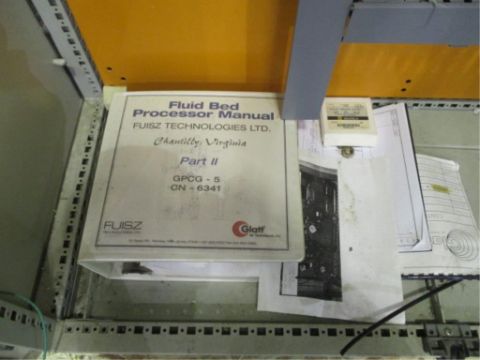 Fluid Bed
Processor Manual
FUISZ TECHNOLOGIES LTD.
Chantilly, Virginia
Part II
GPCG - 5
CN - 6341
FUISZ
Glatt